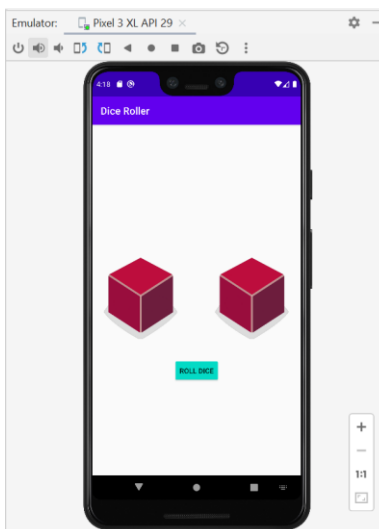 Emulator: Pixel 3 XL API 29
4:18
Dice Roller
ROLL DICE
1:1